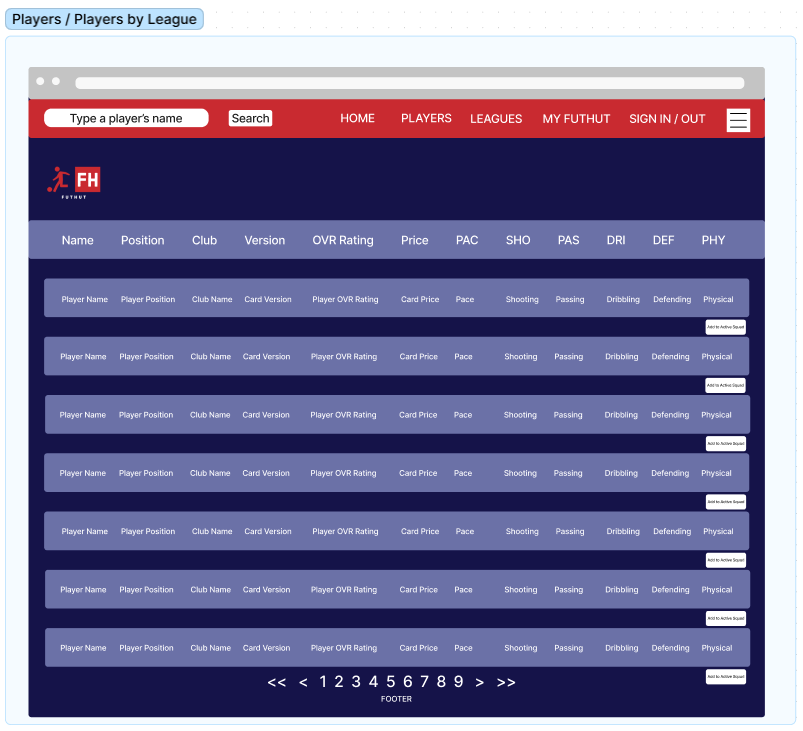 Players / Players by League
Type a player's name Search HOME PLAYERS LEAGUES MY FUTHUT SIGN IN / OUT
FH
FUTHUT
Name Position Club Version OVR Rating Price PAC SHO PAS DRI DEF PHY
Player Name Player Position Club Name Card Version Player OVR Rating Card Price Pace Shooting Passing Dribbling Defending Physical
Add to Active Squad
Player Name Player Position Club Name Card Version Player OVR Rating Card Price Pace Shooting Passing Dribbling Defending Physical
Add to Active Squad
Player Name Player Position Club Name Card Version Player OVR Rating Card Price Pace Shooting Passing Dribbling Defending Physical
Add to Active Squad
Player Name Player Position Club Name Card Version Player OVR Rating Card Price Pace Shooting Passing Dribbling Defending Physical
Add to Active Squad
Player Name Player Position Club Name Card Version Player OVR Rating Card Price Pace Shooting Passing Dribbling Defending Physical
Add to Active Squad
Player Name Player Position Club Name Card Version Player OVR Rating Card Price Pace Shooting Passing Dribbling Defending Physical
Add to Active Squad
Player Name Player Position Club Name Card Version Player OVR Rating Card Price Pace Shooting Passing Dribbling Defending Physical
Add to Active Squad
<< < 1 2 3 4 5 6 7 8 9 > >>
FOOTER